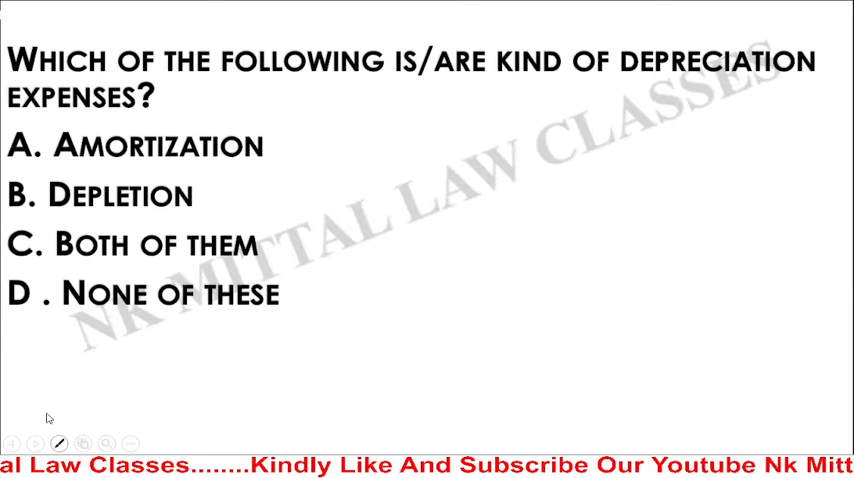 WHICH OF THE FOLLOWING IS/ARE KIND OF DEPRECIATION
EXPENSES?
A. AMORTIZATION
B. DEPLETION
C. BOTH OF THEM
D . NONE OF THESE
NK MITTAL LAW CLASSES
al Law Classes........Kindly Like And Subscribe Our Youtube Nk Mitt